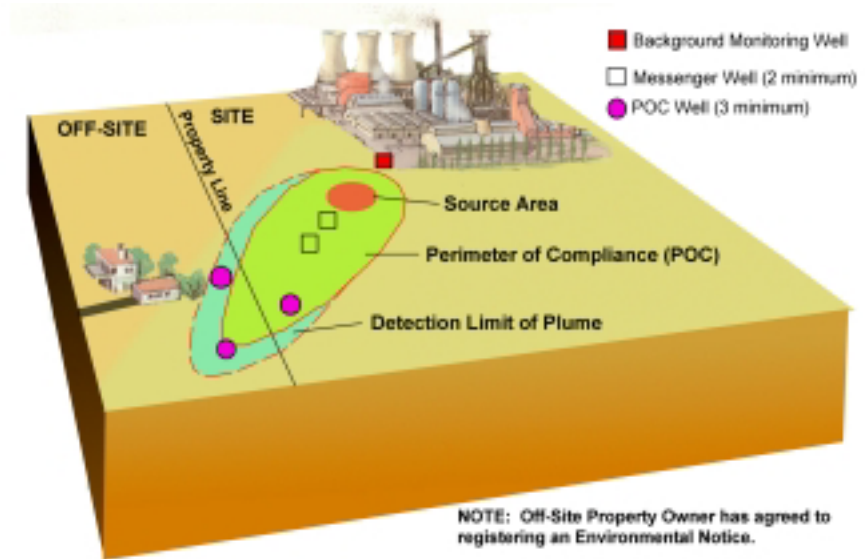 Background Monitoring Well
Messenger Well (2 minimum)
POC Well (3 minimum)
OFF-SITE
SITE
Property Line
Source Area
Perimeter of Compliance (POC)
Detection Limit of Plume
NOTE: Off-Site Property Owner has agreed to
registering an Environmental Notice.